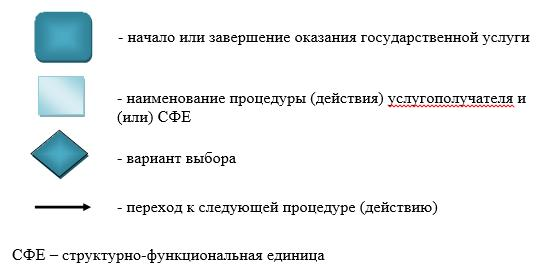 - начало или завершение оказания государственной услуги
- наименование процедуры (действия) услугополучателя и
(или) СФЕ
- вариант выбора
- переход к следующей процедуре (действию)
СФЕ – структурно-функциональная единица